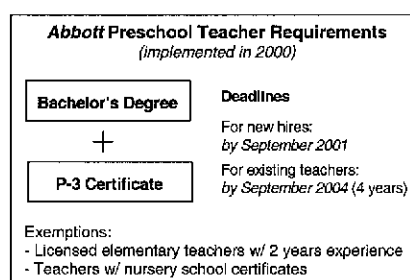 Abbott Preschool Teacher Requirements
(implemented in 2000)
Bachelor's Degree
+
P-3 Certificate
Deadlines
For new hires:
by September 2001
For existing teachers:
by September 2004 (4 years)
Exemptions:
- Licensed elementary teachers w/ 2 years experience
- Teachers w/ nursery school certificates